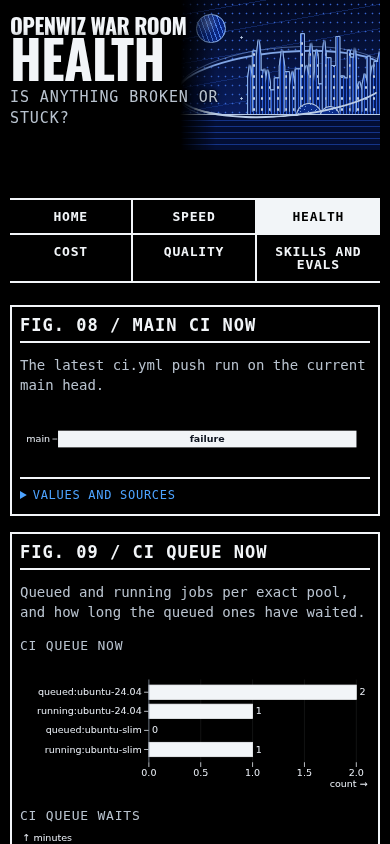 OPENWIZ WAR ROOM
HEALTH
IS ANYTHING BROKEN OR
STUCK?
HOME
SPEED
HEALTH
COST
QUALITY
SKILLS AND
EVALS
FIG. 08 / MAIN CI NOW
The latest ci.yml push run on the current
main head.
main
failure
VALUES AND SOURCES
FIG. 09 / CI QUEUE NOW
Queued and running jobs per exact pool,
and how long the queued ones have waited.
CI QUEUE NOW
queued:ubuntu-24.04 2
running:ubuntu-24.04 1
queued:ubuntu-slim 0
running:ubuntu-slim 1
0.0 0.5 1.0 1.5 2.0
count →
CI QUEUE WAITS
↑ minutes